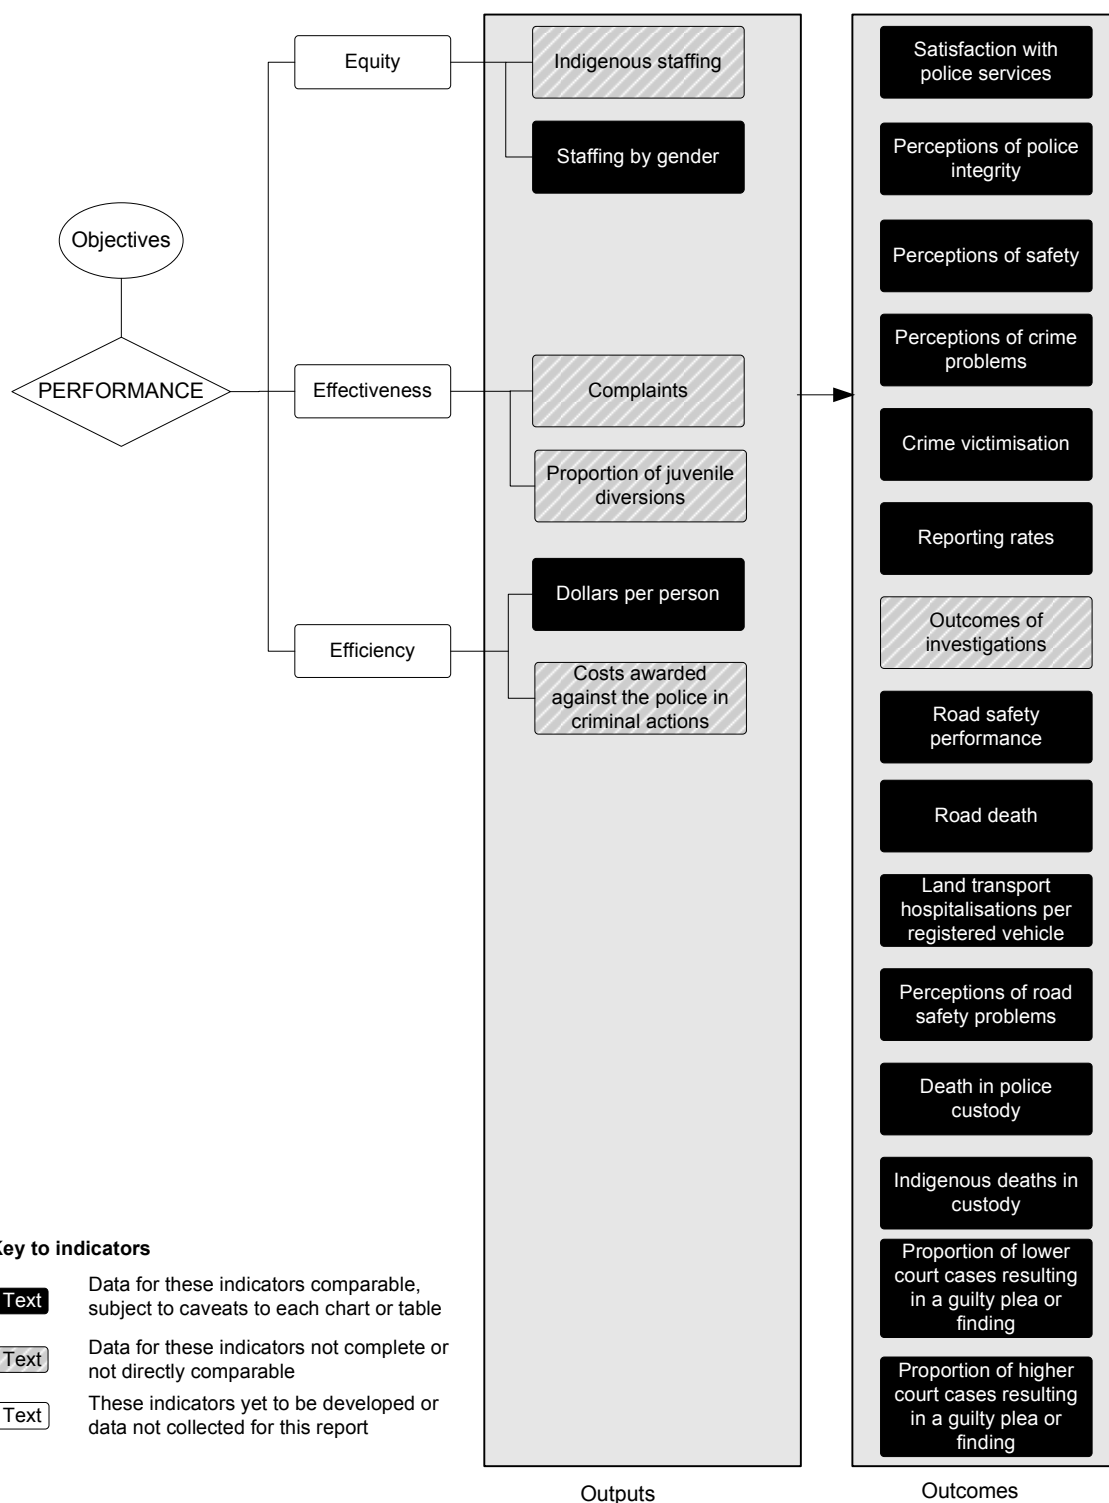 Objectives
PERFORMANCE
Equity
Effectiveness
Efficiency
Indigenous staffing
Staffing by gender
Complaints
Proportion of juvenile
diversions
Dollars per person
Costs awarded
against the police in
criminal actions
Outputs
Satisfaction with
police services
Perceptions of police
integrity
Perceptions of safety
Perceptions of crime
problems
Crime victimisation
Reporting rates
Outcomes of
investigations
Road safety
performance
Road death
Land transport
hospitalisations per
registered vehicle
Perceptions of road
safety problems
Death in police
custody
Indigenous deaths in
custody
Proportion of lower
court cases resulting
in a guilty plea or
finding
Proportion of higher
court cases resulting
in a guilty plea or
finding
Outcomes
Key to indicators
Text
Data for these indicators comparable,
subject to caveats to each chart or table
Text
Data for these indicators not complete or
not directly comparable
Text
These indicators yet to be developed or
data not collected for this report